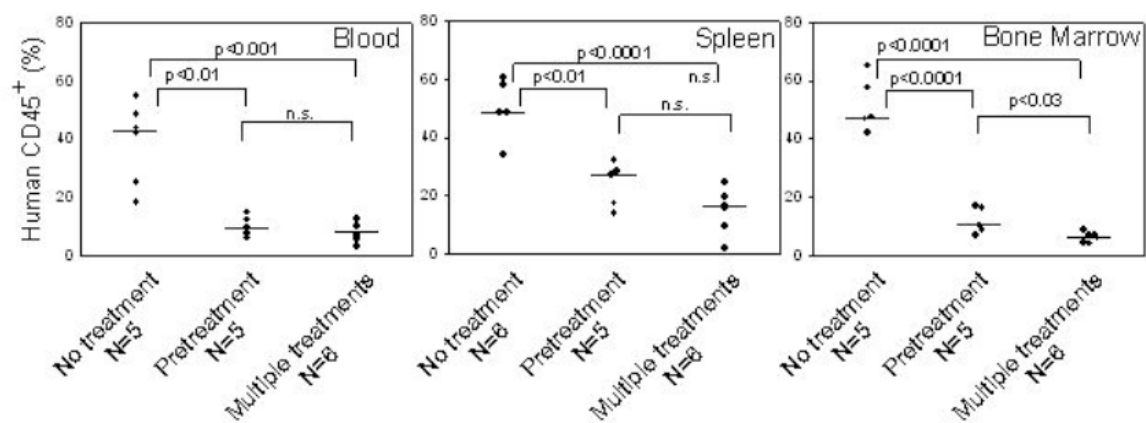 Human CD45+ (%)
80
60
40
20
0
Blood
p<0.001
p<0.01
n.s.
No treatment
N=5
Pretreatment
N=5
Multiple treatments
N=6
80
60
40
20
0
Spleen
p<0.0001
n.s.
p<0.01
n.s.
No treatment
N=6
Pretreatment
N=5
Multiple treatments
N=6
80
60
40
20
0
Bone Marrow
p<0.0001
p<0.0001
p<0.03
No treatment
N=5
Pretreatment
N=5
Multiple treatments
N=6